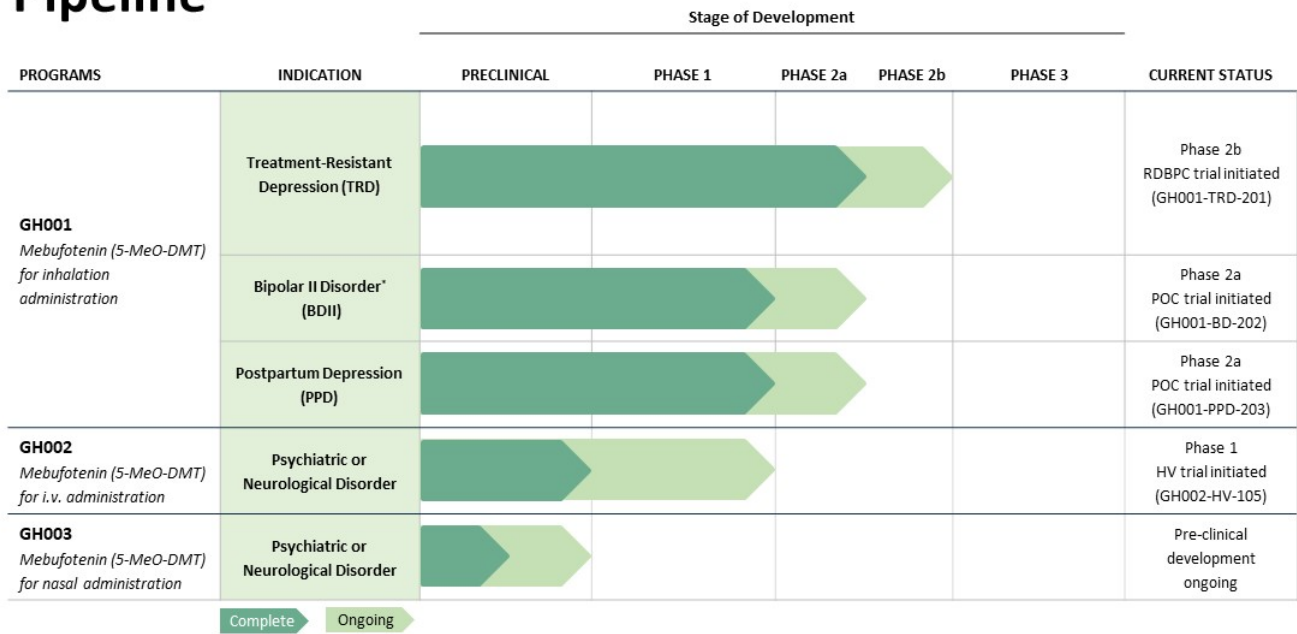 Pipeline
Stage of Development
PROGRAMS INDICATION PRECLINICAL PHASE 1 PHASE 2a PHASE 2b PHASE 3 CURRENT STATUS
GH001
Mebufotenin (5-MeO-DMT)
for inhalation
administration
Treatment-Resistant
Depression (TRD)
Phase 2b
RDBPC trial initiated
(GH001-TRD-201)
Bipolar II Disorder*
(BDII)
Phase 2a
POC trial initiated
(GH001-BD-202)
Postpartum Depression
(PPD)
Phase 2a
POC trial initiated
(GH001-PPD-203)
GH002
Mebufotenin (5-MeO-DMT)
for i.v. administration
Psychiatric or
Neurological Disorder
Phase 1
HV trial initiated
(GH002-HV-105)
GH003
Mebufotenin (5-MeO-DMT)
for nasal administration
Psychiatric or
Neurological Disorder
Pre-clinical
development
ongoing
Complete Ongoing